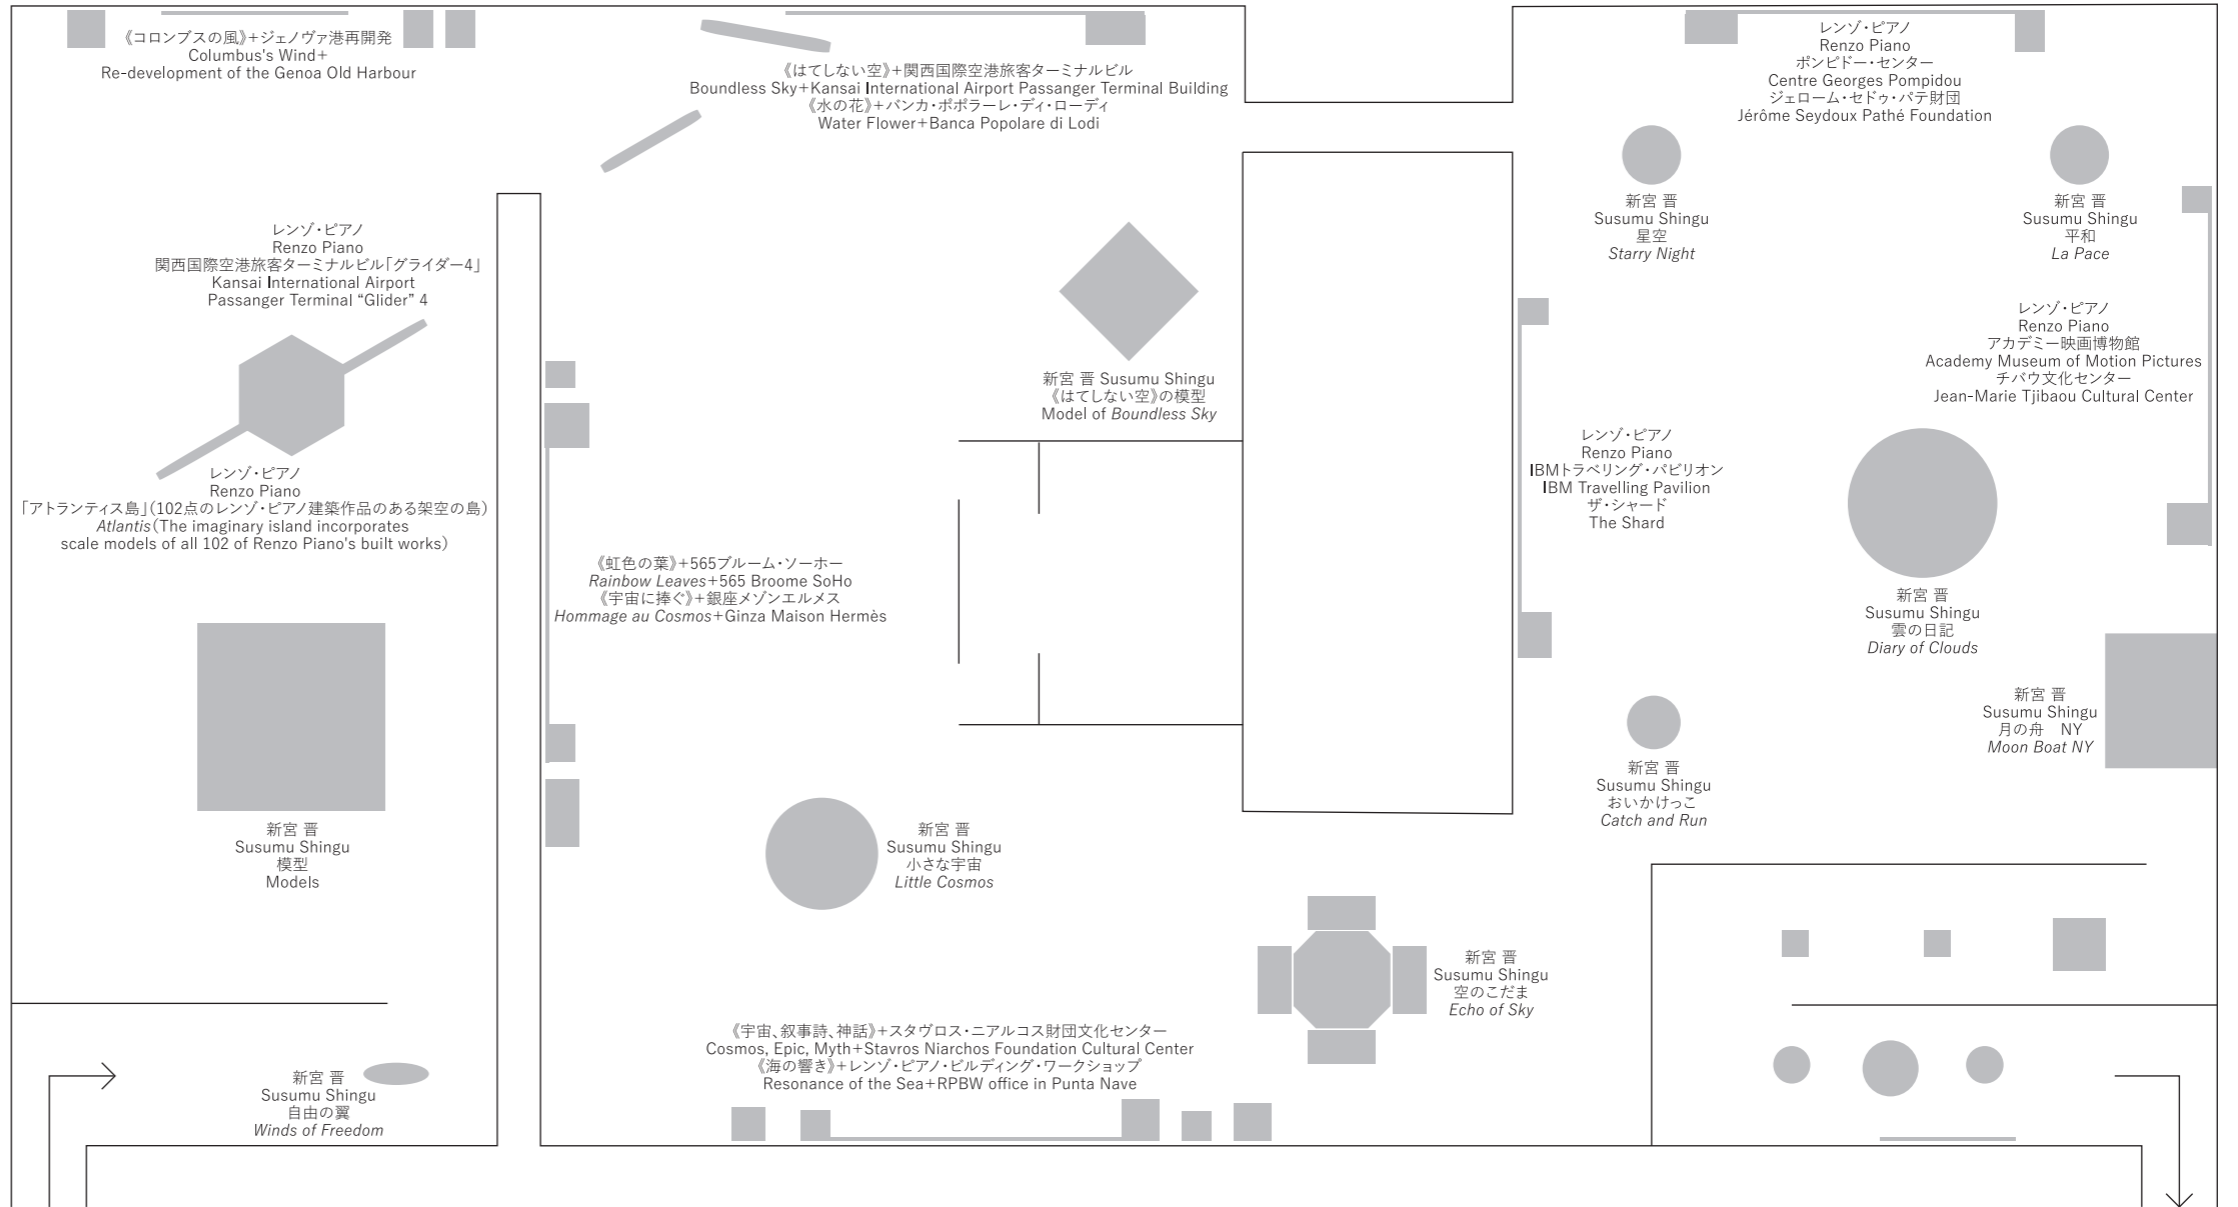 《コロンブスの風》+ジェノヴァ港再開発
Columbus's Wind+
Re-development of the Genoa Old Harbour
《はてしない空》+関西国際空港旅客ターミナルビル
Boundless Sky+Kansai International Airport Passanger Terminal Building
《水の花》+バンカ・ポポラーレ・ディ・ローディ
Water Flower+Banca Popolare di Lodi
レンゾ・ピアノ
Renzo Piano
ポンピドー・センター
Centre Georges Pompidou
ジェローム・セドゥ・パテ財団
Jérôme Seydoux Pathé Foundation
新宮 晋
Susumu Shingu
星空
Starry Night
新宮 晋
Susumu Shingu
平和
La Pace
レンゾ・ピアノ
Renzo Piano
関西国際空港旅客ターミナルビル「グライダー4」
Kansai International Airport
Passanger Terminal “Glider” 4
レンゾ・ピアノ
Renzo Piano
「アトランティス島」(102点のレンゾ・ピアノ建築作品のある架空の島)
Atlantis(The imaginary island incorporates
scale models of all 102 of Renzo Piano's built works)
新宮 晋 Susumu Shingu
《はてしない空》の模型
Model of Boundless Sky
レンゾ・ピアノ
Renzo Piano
アカデミー映画博物館
Academy Museum of Motion Pictures
チバウ文化センター
Jean-Marie Tjibaou Cultural Center
レンゾ・ピアノ
Renzo Piano
IBMトラベリング・パビリオン
IBM Travelling Pavilion
ザ・シャード
The Shard
《虹色の葉》+565ブルーム・ソーホー
Rainbow Leaves+565 Broome SoHo
《宇宙に捧ぐ》+銀座メゾンエルメス
Hommage au Cosmos+Ginza Maison Hermès
新宮 晋
Susumu Shingu
雲の日記
Diary of Clouds
新宮 晋
Susumu Shingu
月の舟　NY
Moon Boat NY
新宮 晋
Susumu Shingu
おいかけっこ
Catch and Run
新宮 晋
Susumu Shingu
模型
Models
新宮 晋
Susumu Shingu
小さな宇宙
Little Cosmos
新宮 晋
Susumu Shingu
空のこだま
Echo of Sky
《宇宙、叙事詩、神話》+スタヴロス・ニアルコス財団文化センター
Cosmos, Epic, Myth+Stavros Niarchos Foundation Cultural Center
《海の響き》+レンゾ・ピアノ・ビルディング・ワークショップ
Resonance of the Sea+RPBW office in Punta Nave
新宮 晋
Susumu Shingu
自由の翼
Winds of Freedom